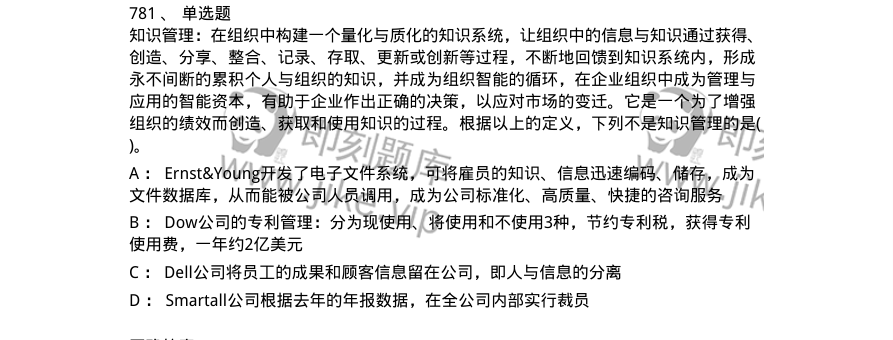 781 、 单选题
知识管理：在组织中构建一个量化与质化的知识系统，让组织中的信息与知识通过获得、
创造、分享、整合、记录、存取、更新或创新等过程，不断地回馈到知识系统内，形成
永不间断的累积个人与组织的知识，并成为组织智能的循环，在企业组织中成为管理与
应用的智能资本，有助于企业作出正确的决策，以应对市场的变迁。它是一个为了增强
组织的绩效而创造、获取和使用知识的过程。根据以上的定义，下列不是知识管理的是(
)。
A ： Ernst&Young开发了电子文件系统，可将雇员的知识、信息迅速编码、储存，成为
文件数据库，从而能被公司人员调用，成为公司标准化、高质量、快捷的咨询服务
B ： Dow公司的专利管理：分为现使用、将使用和不使用3种，节约专利税，获得专利
使用费，一年约2亿美元
C ： Dell公司将员工的成果和顾客信息留在公司，即人与信息的分离
D ： Smartall公司根据去年的年报数据，在全公司内部实行裁员
即刻题库
www.jike.vip
即刻
www.jik